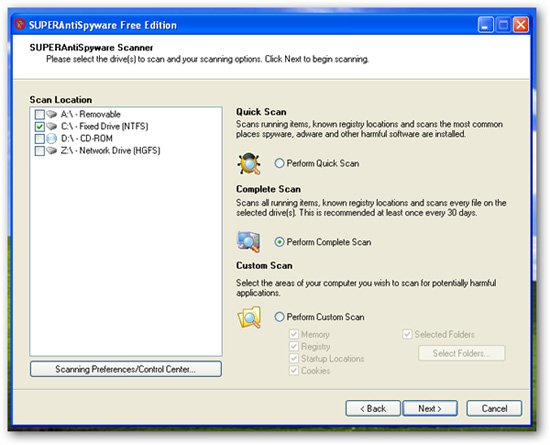 SUPERAntiSpyware Free Edition
SUPERAntiSpyware Scanner
Please select the drive(s) to scan and your scanning options. Click Next to begin scanning.
Scan Location
A:\ - Removable
C:\ - Fixed Drive (NTFS)
D:\ - CD-ROM
Z:\ - Network Drive (HGFS)
Scanning Preferences/Control Center...
Quick Scan
Scans running items, known registry locations and scans the most common
places spyware, adware and other harmful software are installed.
Perform Quick Scan
Complete Scan
Scans all running items, known registry locations and scans every file on the
selected drive(s). This is recommended at least once every 30 days.
Perform Complete Scan
Custom Scan
Select the areas of your computer you wish to scan for potentially harmful
applications.
Perform Custom Scan
Memory
Registry
Startup Locations
Cookies
Selected Folders
Select Folders...
< Back
Next >
Cancel